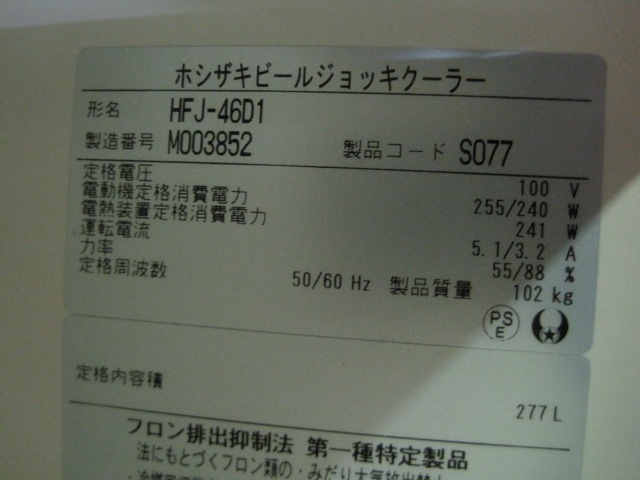 ホシザキビールジョッキクーラー
形名 HFJ-46D1
製造番号 M003852 製品コード S077
定格電圧 100 V
電動機定格消費電力 255/240 W
電熱装置定格消費電力 241 W
運転電流 5.1/3.2 A
力率 55/88 %
定格周波数 50/60 Hz 製品質量 102 kg
PS
E
定格内容積 277L
フロン排出抑制法 第一種特定製品
法にもとづくフロン類の・みだり大気放出禁止